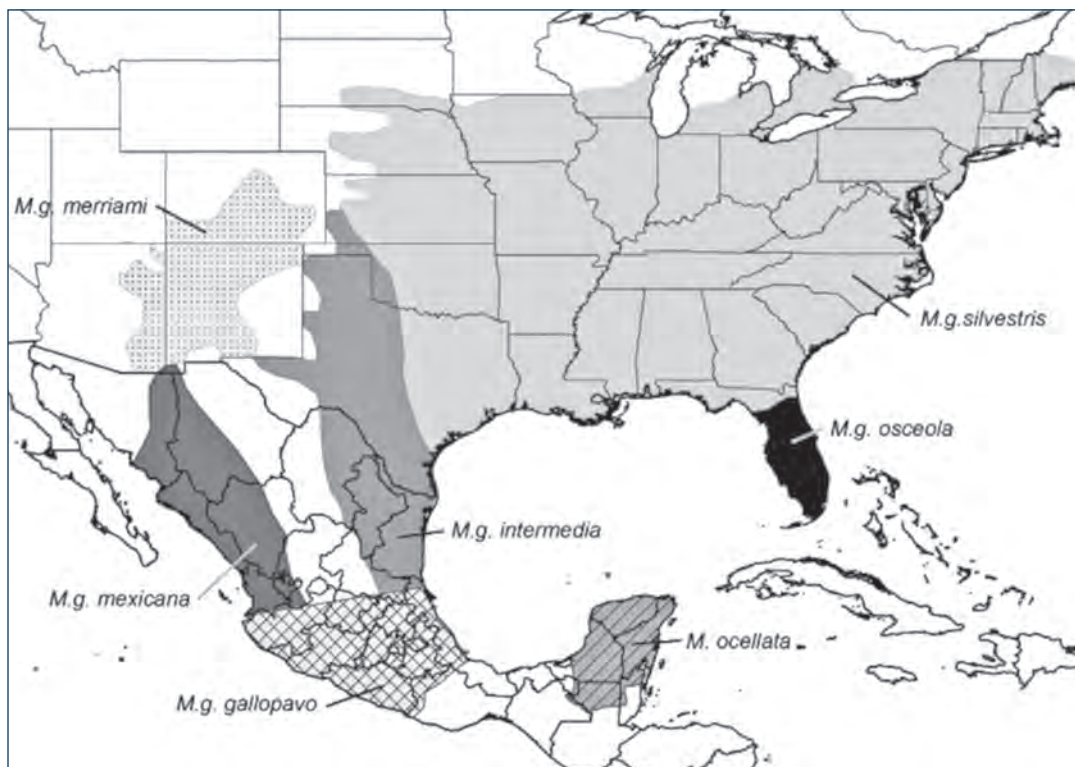 M.g. merriami
M.g.silvestris
M.g. osceola
M.g. intermedia
M.g. mexicana
M. ocellata
M.g. gallopavo